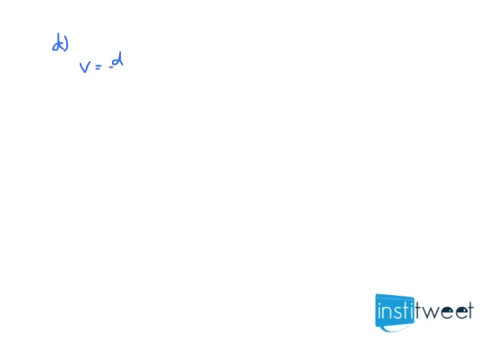 d)
v = d
institweet